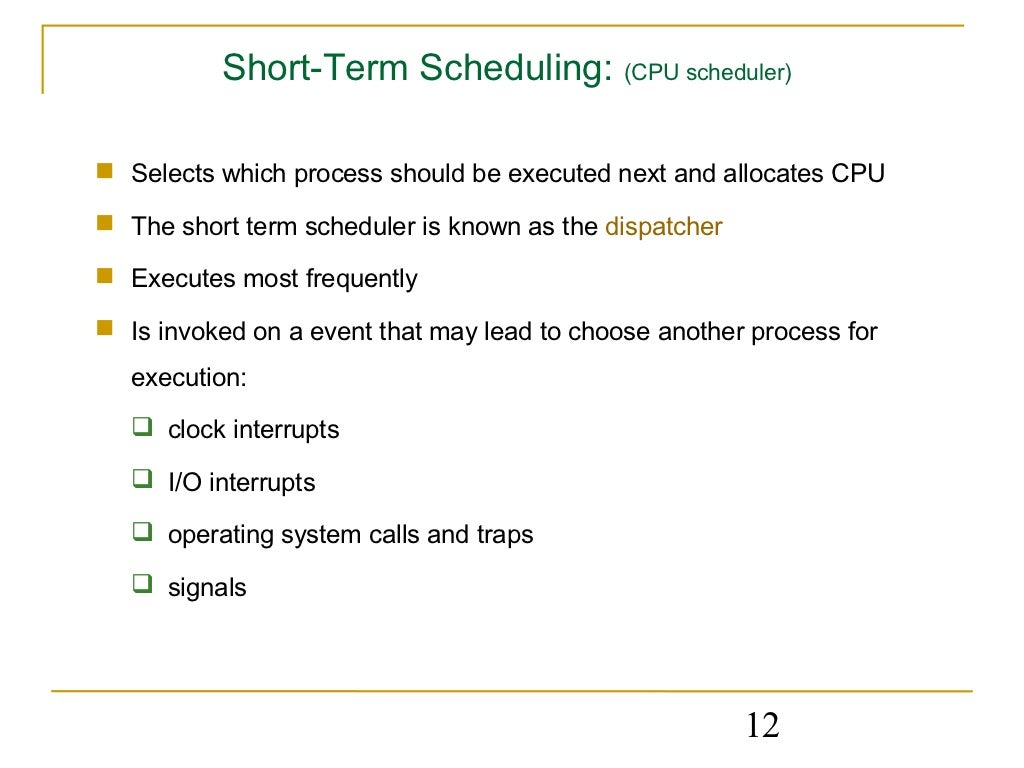 Short-Term Scheduling: (CPU scheduler)
Selects which process should be executed next and allocates CPU
The short term scheduler is known as the dispatcher
Executes most frequently
Is invoked on a event that may lead to choose another process for
execution:
clock interrupts
I/O interrupts
operating system calls and traps
signals
12